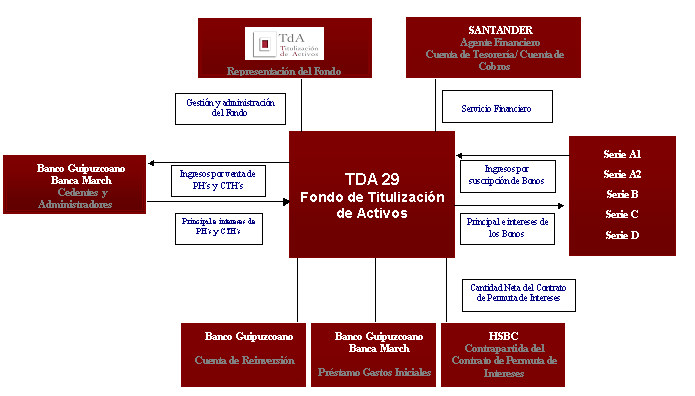 TdA
Titulización
de Activos
Representación del Fondo
SANTANDER
Agente Financiero
Cuenta de Tesorería/ Cuenta de
Cobros
Gestión y administración
del Fondo
Servicio Financiero
Banco Guipuzcoano
Banca March
Cedentes y
Administradores
Ingresos por venta de
PH's y CTH's
Principal e intereses de
PH's y CTH's
TDA 29
Fondo de Titulización
de Activos
Ingresos por
suscripción de Bonos
Principal e intereses
de los Bonos
Serie A1
Serie A2
Serie B
Serie C
Serie D
Cantidad Neta del Contrato
de Permuta de Intereses
Banco Guipuzcoano
Cuenta de Reinversión
Banco Guipuzcoano
Banca March
Préstamo Gastos Iniciales
HSBC
Contrapartida del
Contrato de Permuta de
Intereses